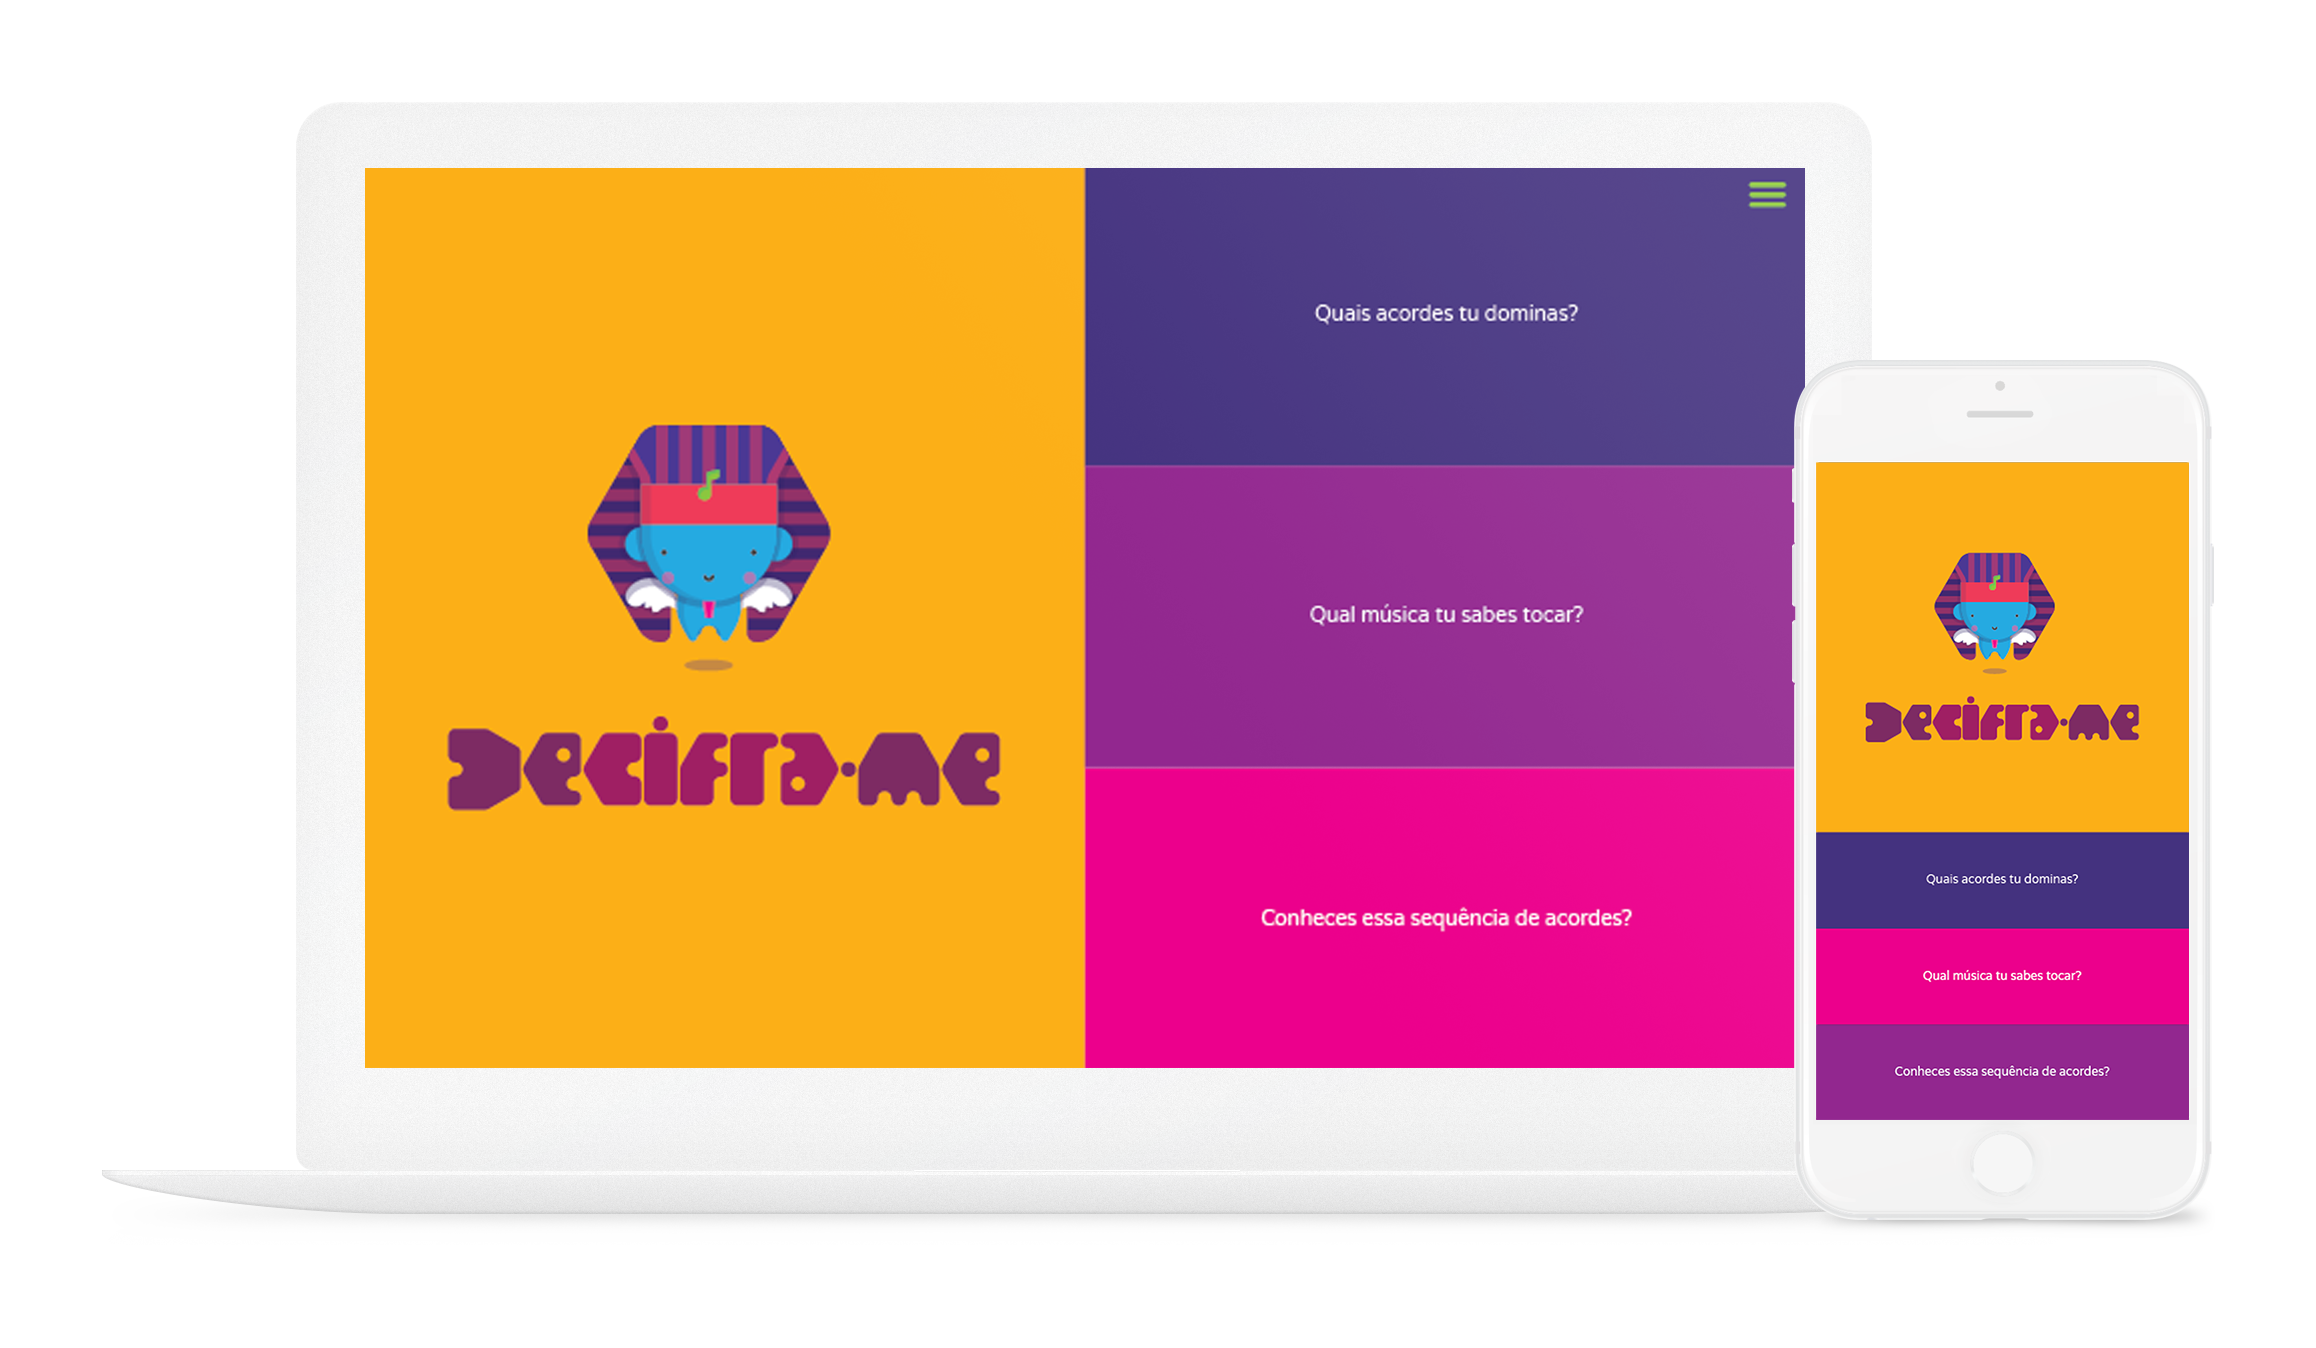 Quais acordes tu dominas?
Qual música tu sabes tocar?
Conheces essa sequência de acordes?
Decifra·me
Decifra·me
Quais acordes tu dominas?
Qual música tu sabes tocar?
Conheces essa sequência de acordes?